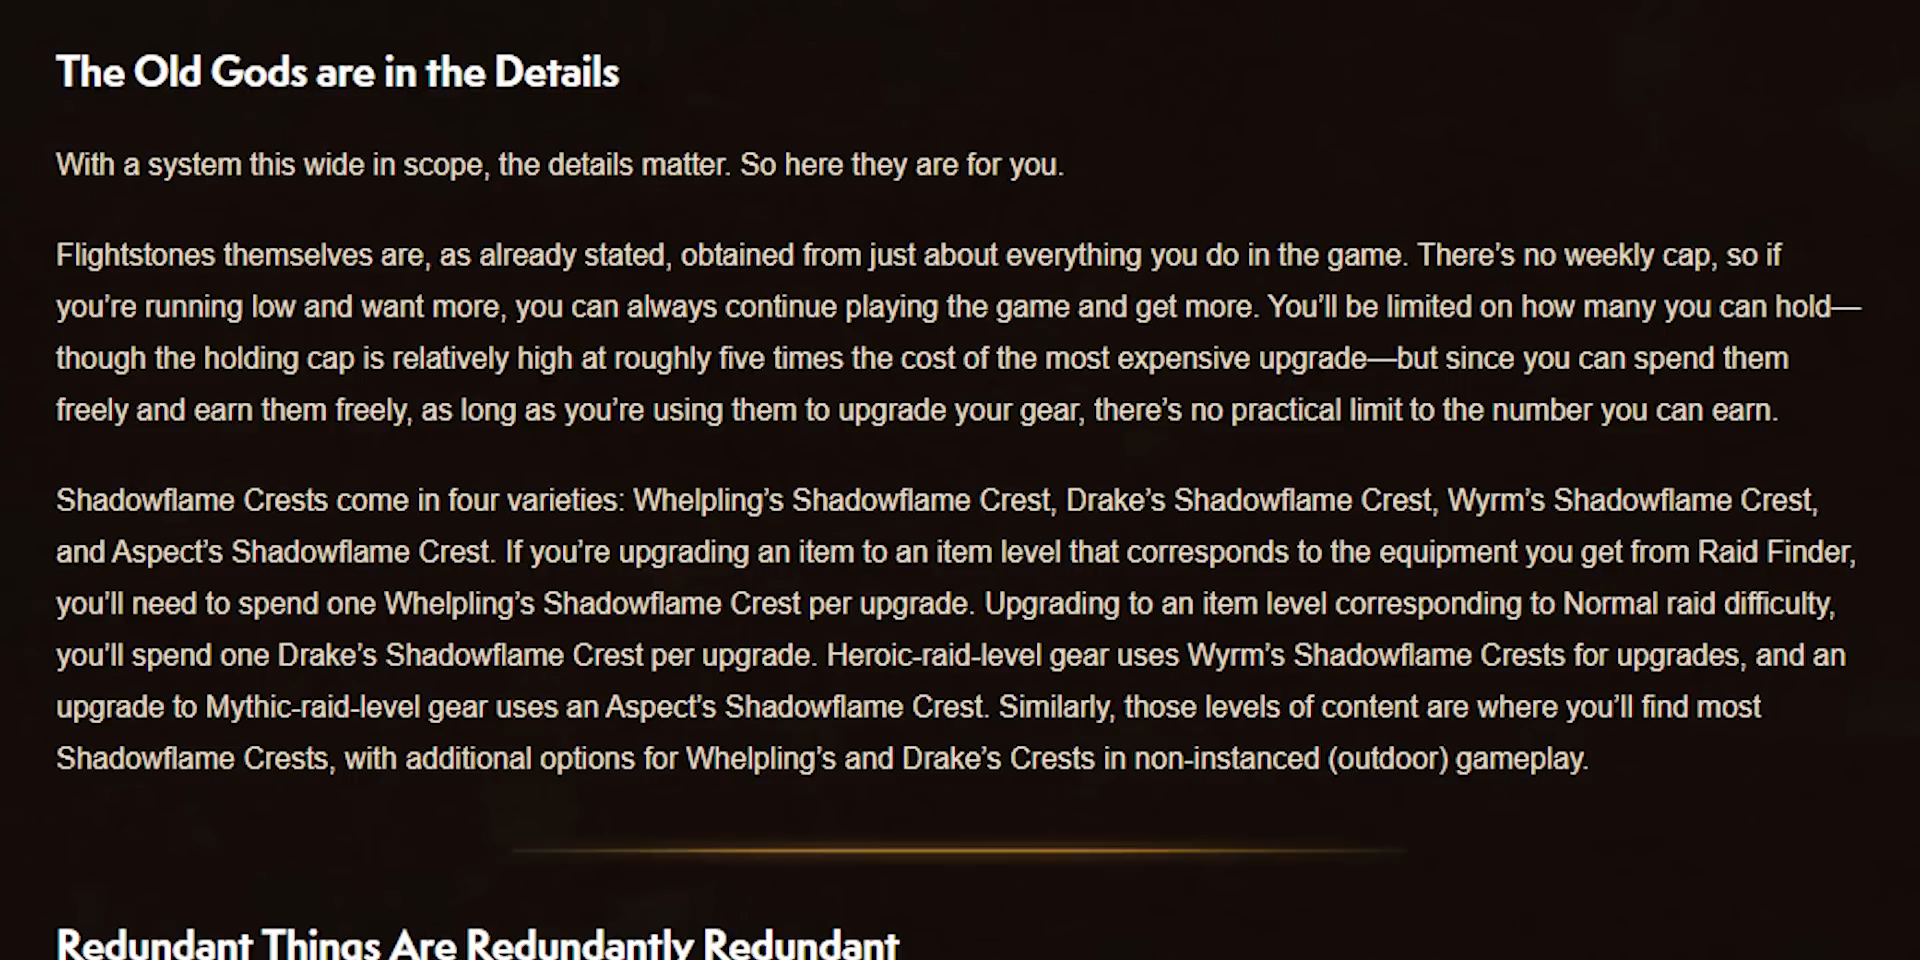 The Old Gods are in the Details
With a system this wide in scope, the details matter. So here they are for you.
Flightstones themselves are, as already stated, obtained from just about everything you do in the game. There’s no weekly cap, so if
you’re running low and want more, you can always continue playing the game and get more. You’ll be limited on how many you can hold—
though the holding cap is relatively high at roughly five times the cost of the most expensive upgrade—but since you can spend them
freely and earn them freely, as long as you’re using them to upgrade your gear, there’s no practical limit to the number you can earn.
Shadowflame Crests come in four varieties: Whelpling’s Shadowflame Crest, Drake’s Shadowflame Crest, Wyrm’s Shadowflame Crest,
and Aspect’s Shadowflame Crest. If you’re upgrading an item to an item level that corresponds to the equipment you get from Raid Finder,
you’ll need to spend one Whelpling’s Shadowflame Crest per upgrade. Upgrading to an item level corresponding to Normal raid difficulty,
you’ll spend one Drake’s Shadowflame Crest per upgrade. Heroic-raid-level gear uses Wyrm’s Shadowflame Crests for upgrades, and an
upgrade to Mythic-raid-level gear uses an Aspect’s Shadowflame Crest. Similarly, those levels of content are where you’ll find most
Shadowflame Crests, with additional options for Whelpling’s and Drake’s Crests in non-instanced (outdoor) gameplay.
Redundant Things Are Redundantly Redundant